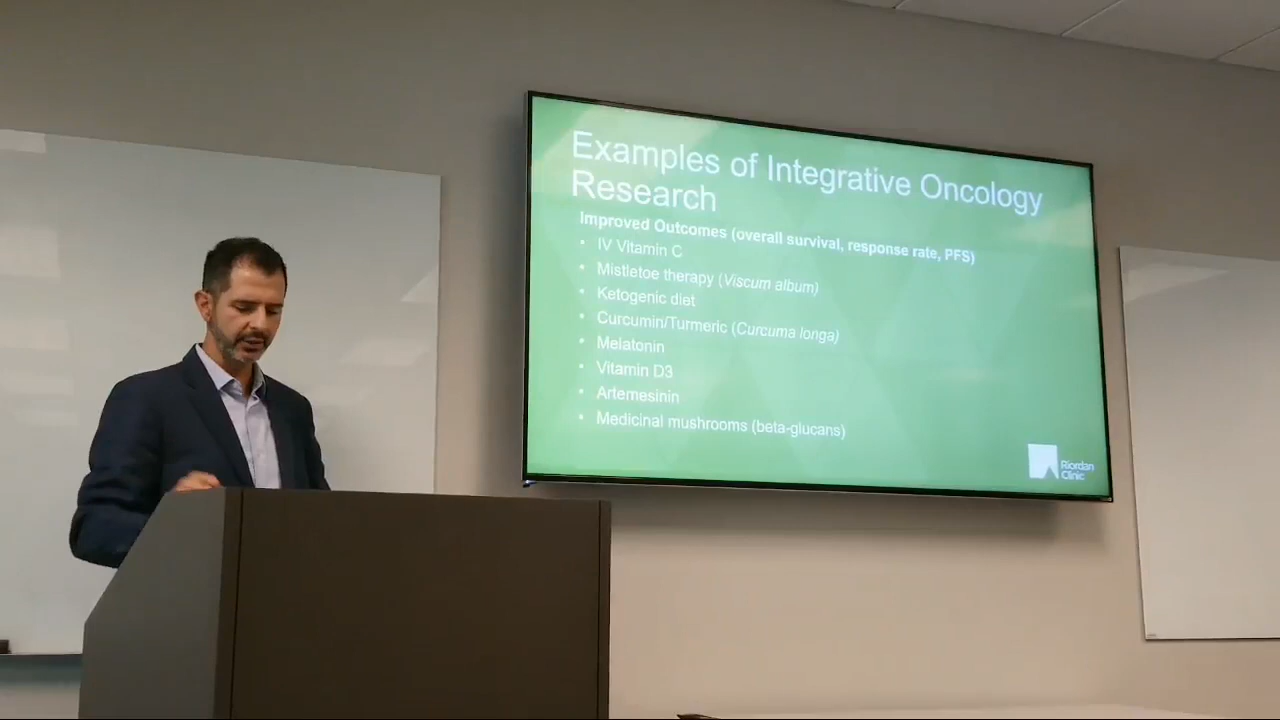 Examples of Integrative Oncology
Research
Improved Outcomes (overall survival, response rate, PFS)
• IV Vitamin C
• Mistletoe therapy (Viscum album)
• Ketogenic diet
• Curcumin/Turmeric (Curcuma longa)
• Melatonin
• Vitamin D3
• Artemesinin
• Medicinal mushrooms (beta-glucans)
Riordan
Clinic